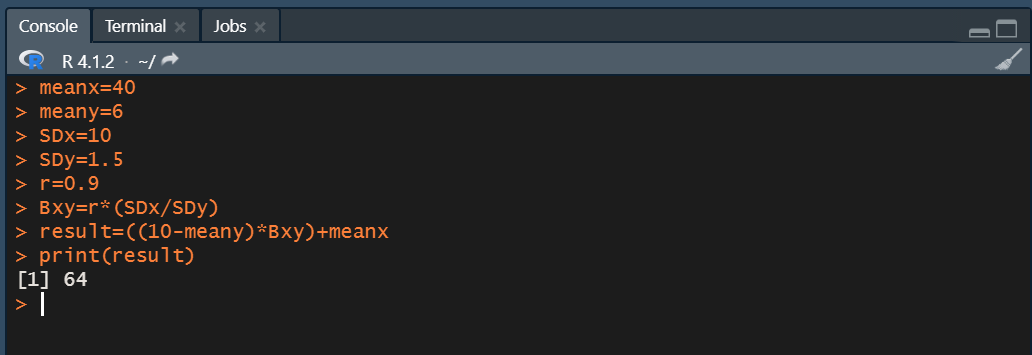 Console Terminal Jobs
R R 4.1.2 · ~/
> meanx=40
> meany=6
> SDx=10
> SDy=1.5
> r=0.9
> Bxy=r*(SDx/SDy)
> result=((10-meany)*Bxy)+meanx
> print(result)
[1] 64
>